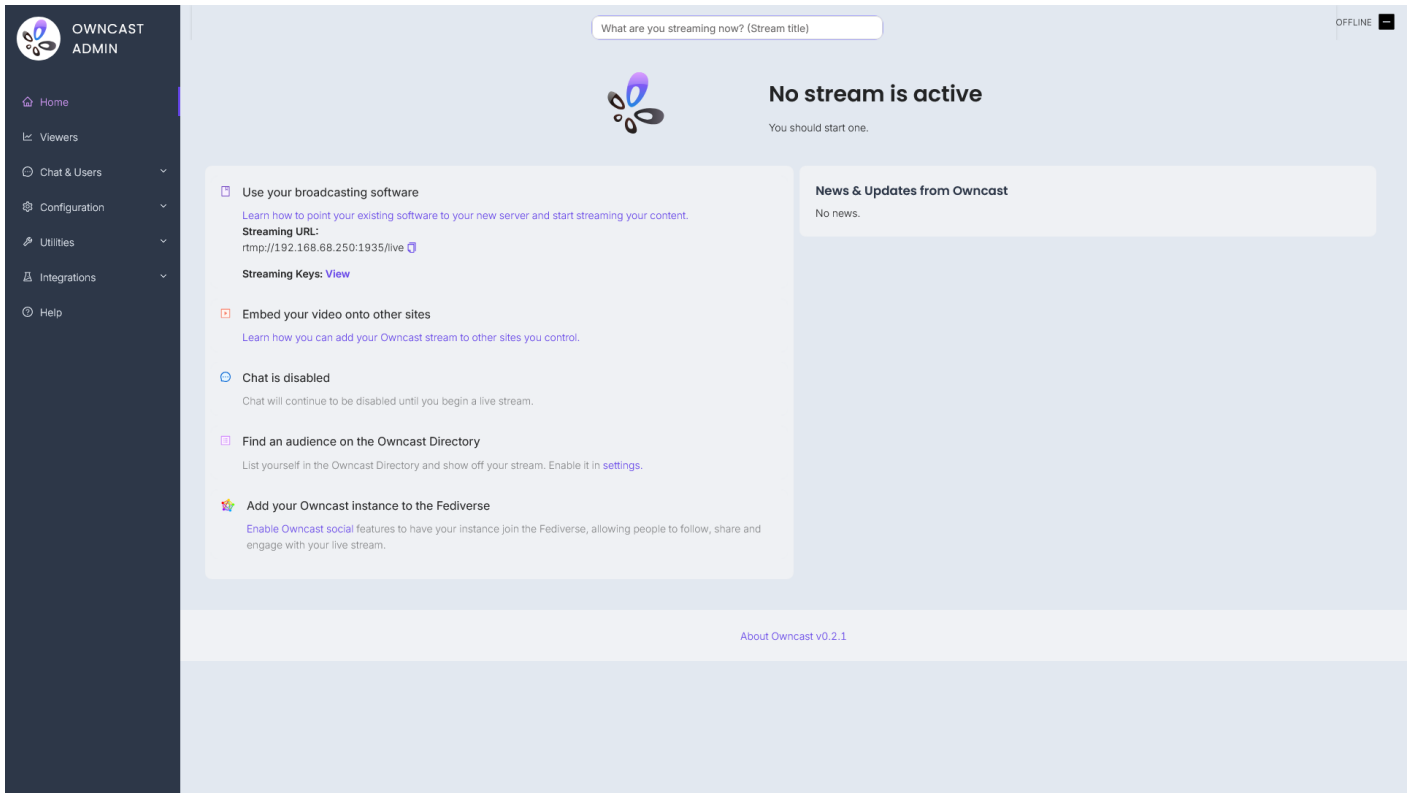 OWNCAST
ADMIN
What are you streaming now? (Stream title)
OFFLINE
Home
Viewers
Chat & Users
Configuration
Utilities
Integrations
Help
No stream is active
You should start one.
Use your broadcasting software
Learn how to point your existing software to your new server and start streaming your content.
Streaming URL:
rtmp://192.168.68.250:1935/live
Streaming Keys: View
Embed your video onto other sites
Learn how you can add your Owncast stream to other sites you control.
Chat is disabled
Chat will continue to be disabled until you begin a live stream.
Find an audience on the Owncast Directory
List yourself in the Owncast Directory and show off your stream. Enable it in settings.
Add your Owncast instance to the Fediverse
Enable Owncast social features to have your instance join the Fediverse, allowing people to follow, share and
engage with your live stream.
News & Updates from Owncast
No news.
About Owncast v0.2.1